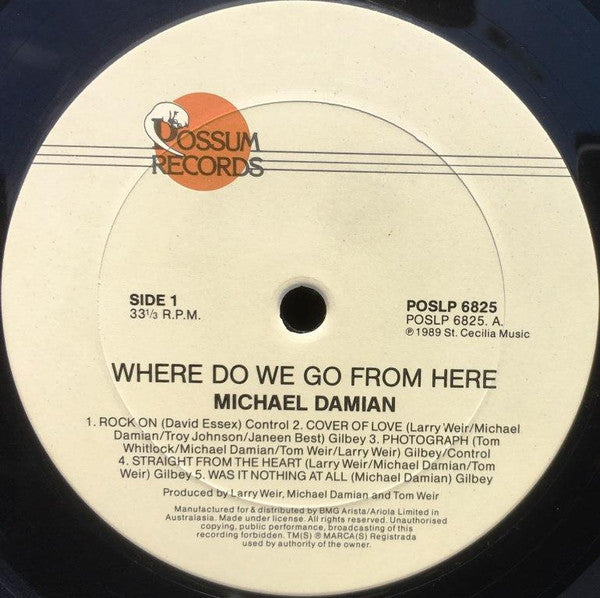 POSSUM
RECORDS
SIDE 1
33⅓ R.P.M.
POSLP 6825
POSLP 6825. A.
℗ 1989 St. Cecilia Music
WHERE DO WE GO FROM HERE
MICHAEL DAMIAN
1. ROCK ON (David Essex) Control 2. COVER OF LOVE (Larry Weir/Michael
Damian/Troy Johnson/Janeen Best) Gilbey 3. PHOTOGRAPH (Tom
Whitlock/Michael Damian/Tom Weir/Larry Weir) Gilbey/Control
4. STRAIGHT FROM THE HEART (Larry Weir/Michael Damian/Tom
Weir) Gilbey 5. WAS IT NOTHING AT ALL (Michael Damian) Gilbey
Produced by Larry Weir, Michael Damian and Tom Weir
Manufactured for & distributed by BMG Arista/Ariola Limited in
Australasia. Made under license. All rights reserved. Unauthorised
copying, public performance, broadcasting of this
recording forbidden. TM(S) ® MARCA(S) Registrada
used by authority of the owner.